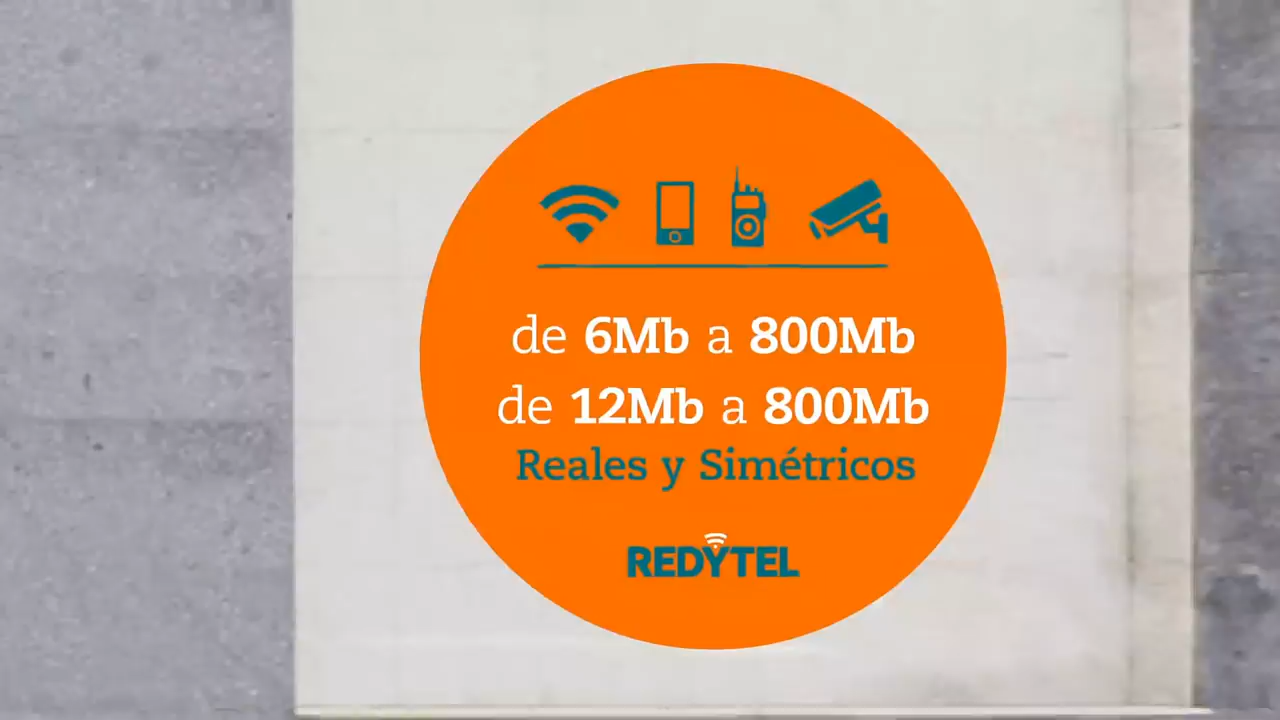 de 6Mb a 800Mb
de 12Mb a 800Mb
Reales y Simétricos
REDYTEL